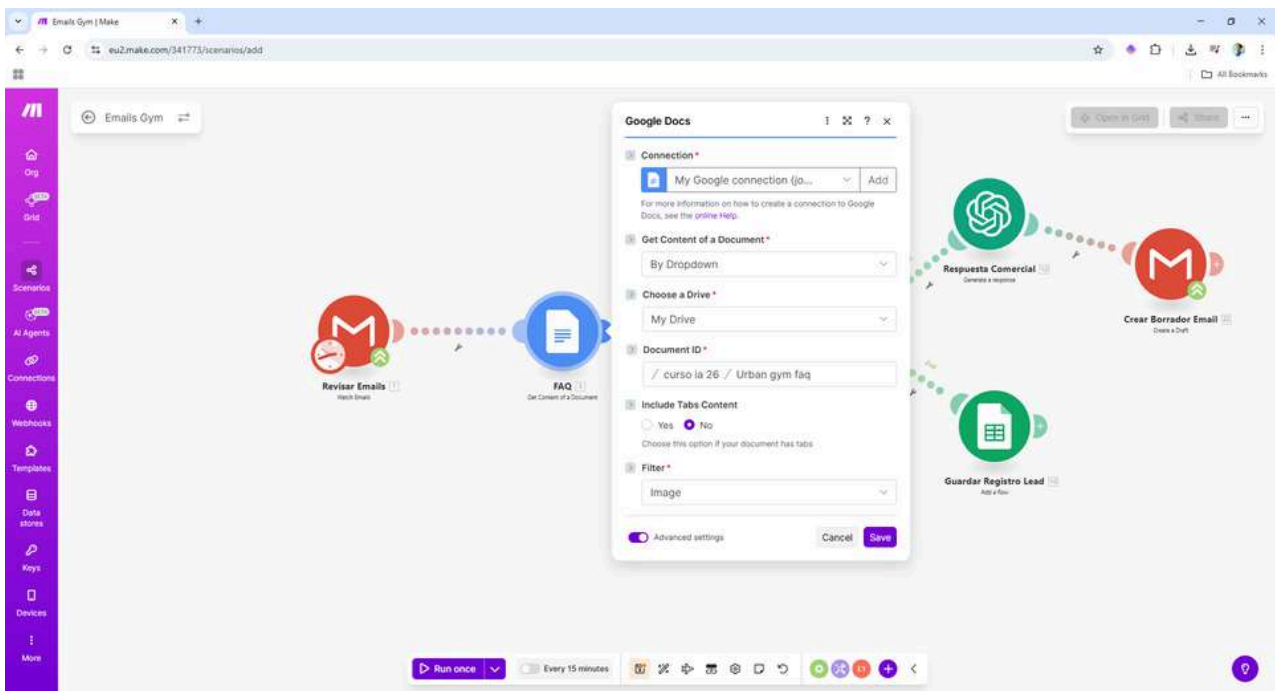 Emails Gym | Make
eu2.make.com/341773/scenarios/add
All Bookmarks
Emails Gym
Open in Grid
Share
Org
BETA
Grid
Scenarios
BETA
AI Agents
Connections
Webhooks
Templates
Data
stores
Keys
Devices
More
Google Docs
Connection *
My Google connection (jo...
Add
For more information on how to create a connection to Google
Docs, see the online Help.
Get Content of a Document *
By Dropdown
Choose a Drive *
My Drive
Document ID *
/ curso ia 26 / Urban gym faq
Include Tabs Content
Yes
No
Choose this option if your document has tabs
Filter *
Image
Advanced settings
Cancel
Save
Revisar Emails
Watch Emails
FAQ
Get Content of a Document
Respuesta Comercial
Generate a response
Crear Borrador Email
Create a Draft
Guardar Registro Lead
Add a Row
Run once
Every 15 minutes